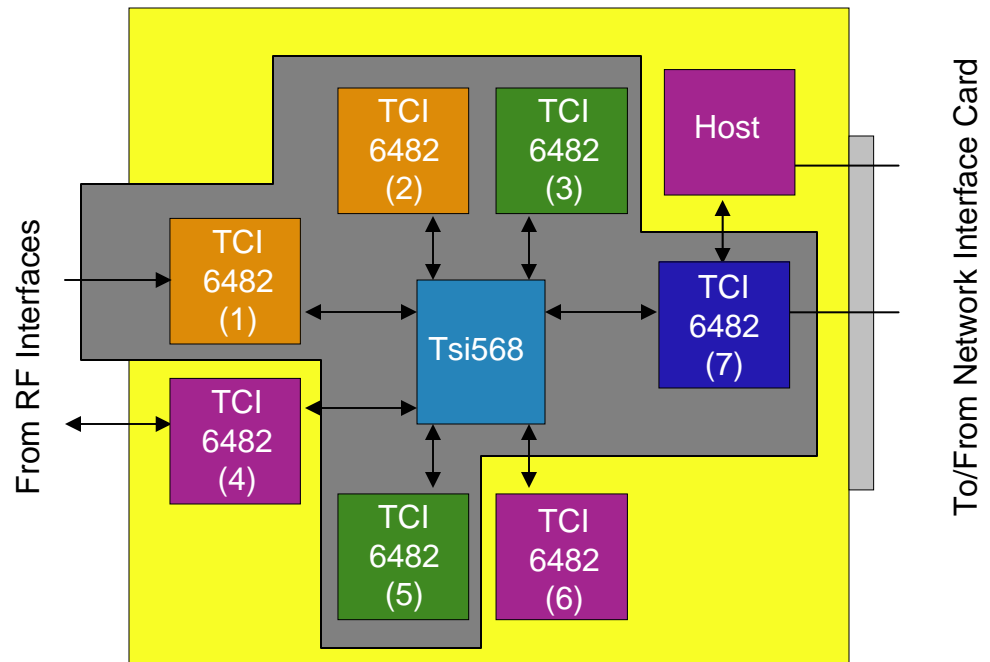 TCI
6482
(2)
TCI
6482
(3)
Host
TCI
6482
(1)
Tsi568
TCI
6482
(7)
TCI
6482
(4)
TCI
6482
(5)
TCI
6482
(6)
From RF Interfaces
To/From Network Interface Card